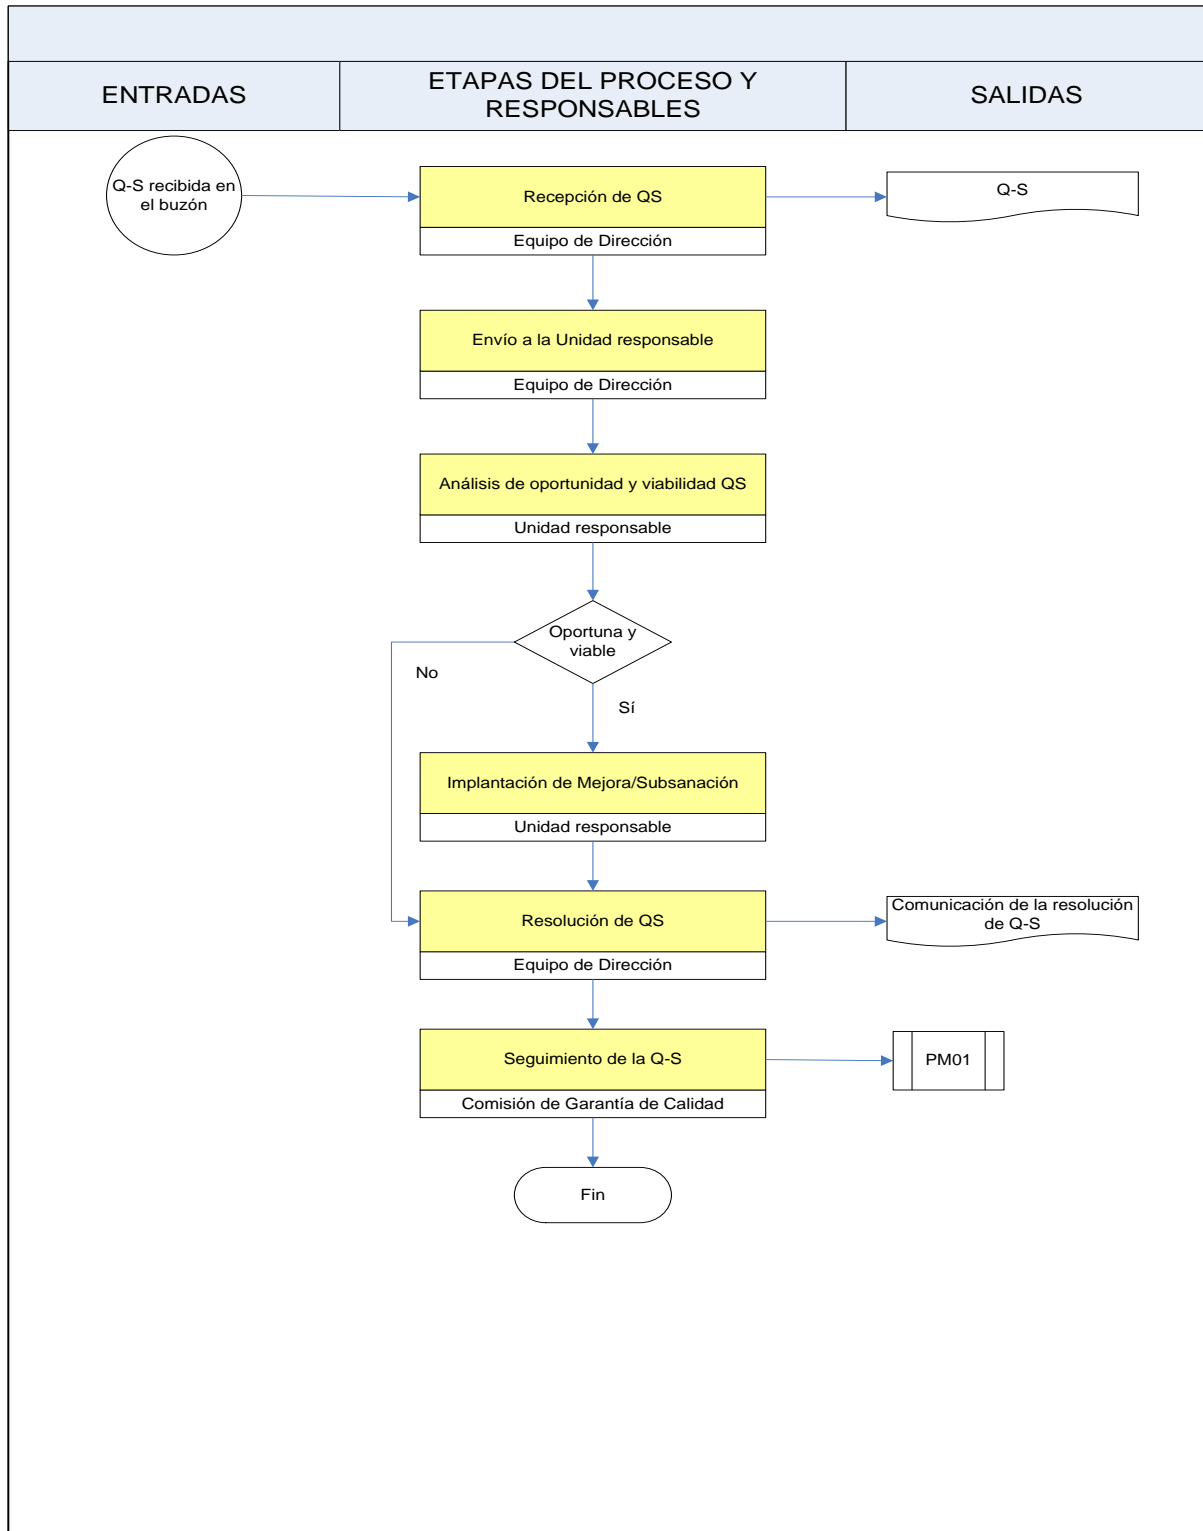 ENTRADAS
ETAPAS DEL PROCESO Y
RESPONSABLES
SALIDAS
Q-S recibida en
el buzón
Recepción de QS
Equipo de Dirección
Q-S
Envío a la Unidad responsable
Equipo de Dirección
Análisis de oportunidad y viabilidad QS
Unidad responsable
Oportuna y
viable
No
Sí
Implantación de Mejora/Subsanación
Unidad responsable
Resolución de QS
Equipo de Dirección
Comunicación de la resolución
de Q-S
Seguimiento de la Q-S
Comisión de Garantía de Calidad
PM01
Fin